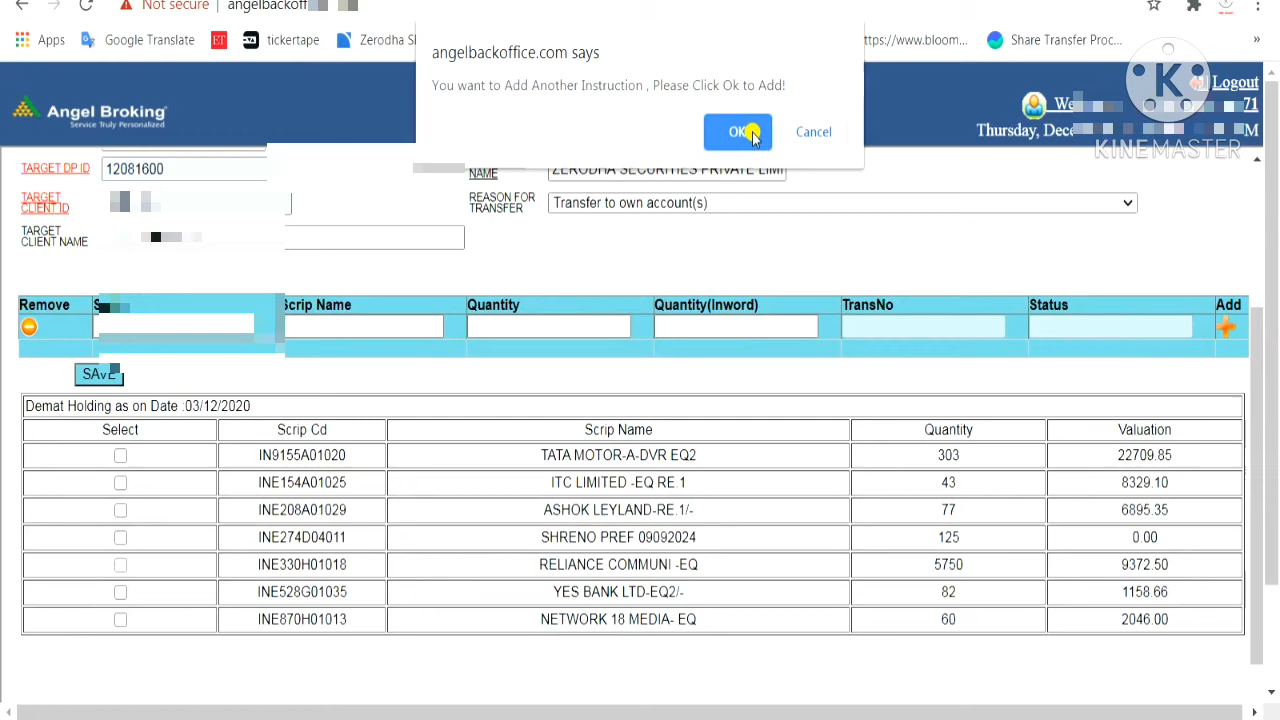 Not secure
angelbackoff
Apps
Google Translate
ET
tickertape
Zerodha
https://www.bloom...
Share Transfer Proc...
»
angelbackoffice.com says
You want to Add Another Instruction , Please Click Ok to Add!
OK
Cancel
Angel Broking
Service Truly Personalized
Logout
We
71
Thursday, Dec
M
K
KINEMASTER
TARGET DP ID
12081600
NAME
ZERODHA SECURITIES PRIVATE LIMI
TARGET CLIENT ID
REASON FOR TRANSFER
Transfer to own account(s)
TARGET CLIENT NAME
Remove
Scrip Name
Quantity
Quantity(Inword)
TransNo
Status
Add
SAVE
Demat Holding as on Date :03/12/2020
Select Scrip Cd Scrip Name Quantity Valuation
IN9155A01020 TATA MOTOR-A-DVR EQ2 303 22709.85
INE154A01025 ITC LIMITED -EQ RE.1 43 8329.10
INE208A01029 ASHOK LEYLAND-RE.1/- 77 6895.35
INE274D04011 SHRENO PREF 09092024 125 0.00
INE330H01018 RELIANCE COMMUNI -EQ 5750 9372.50
INE528G01035 YES BANK LTD-EQ2/- 82 1158.66
INE870H01013 NETWORK 18 MEDIA- EQ 60 2046.00